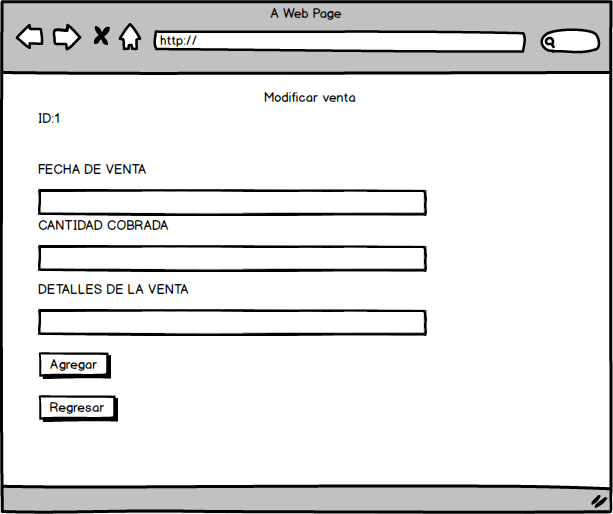 A Web Page
http://
Modificar venta
ID:1
FECHA DE VENTA
CANTIDAD COBRADA
DETALLES DE LA VENTA
Agregar
Regresar